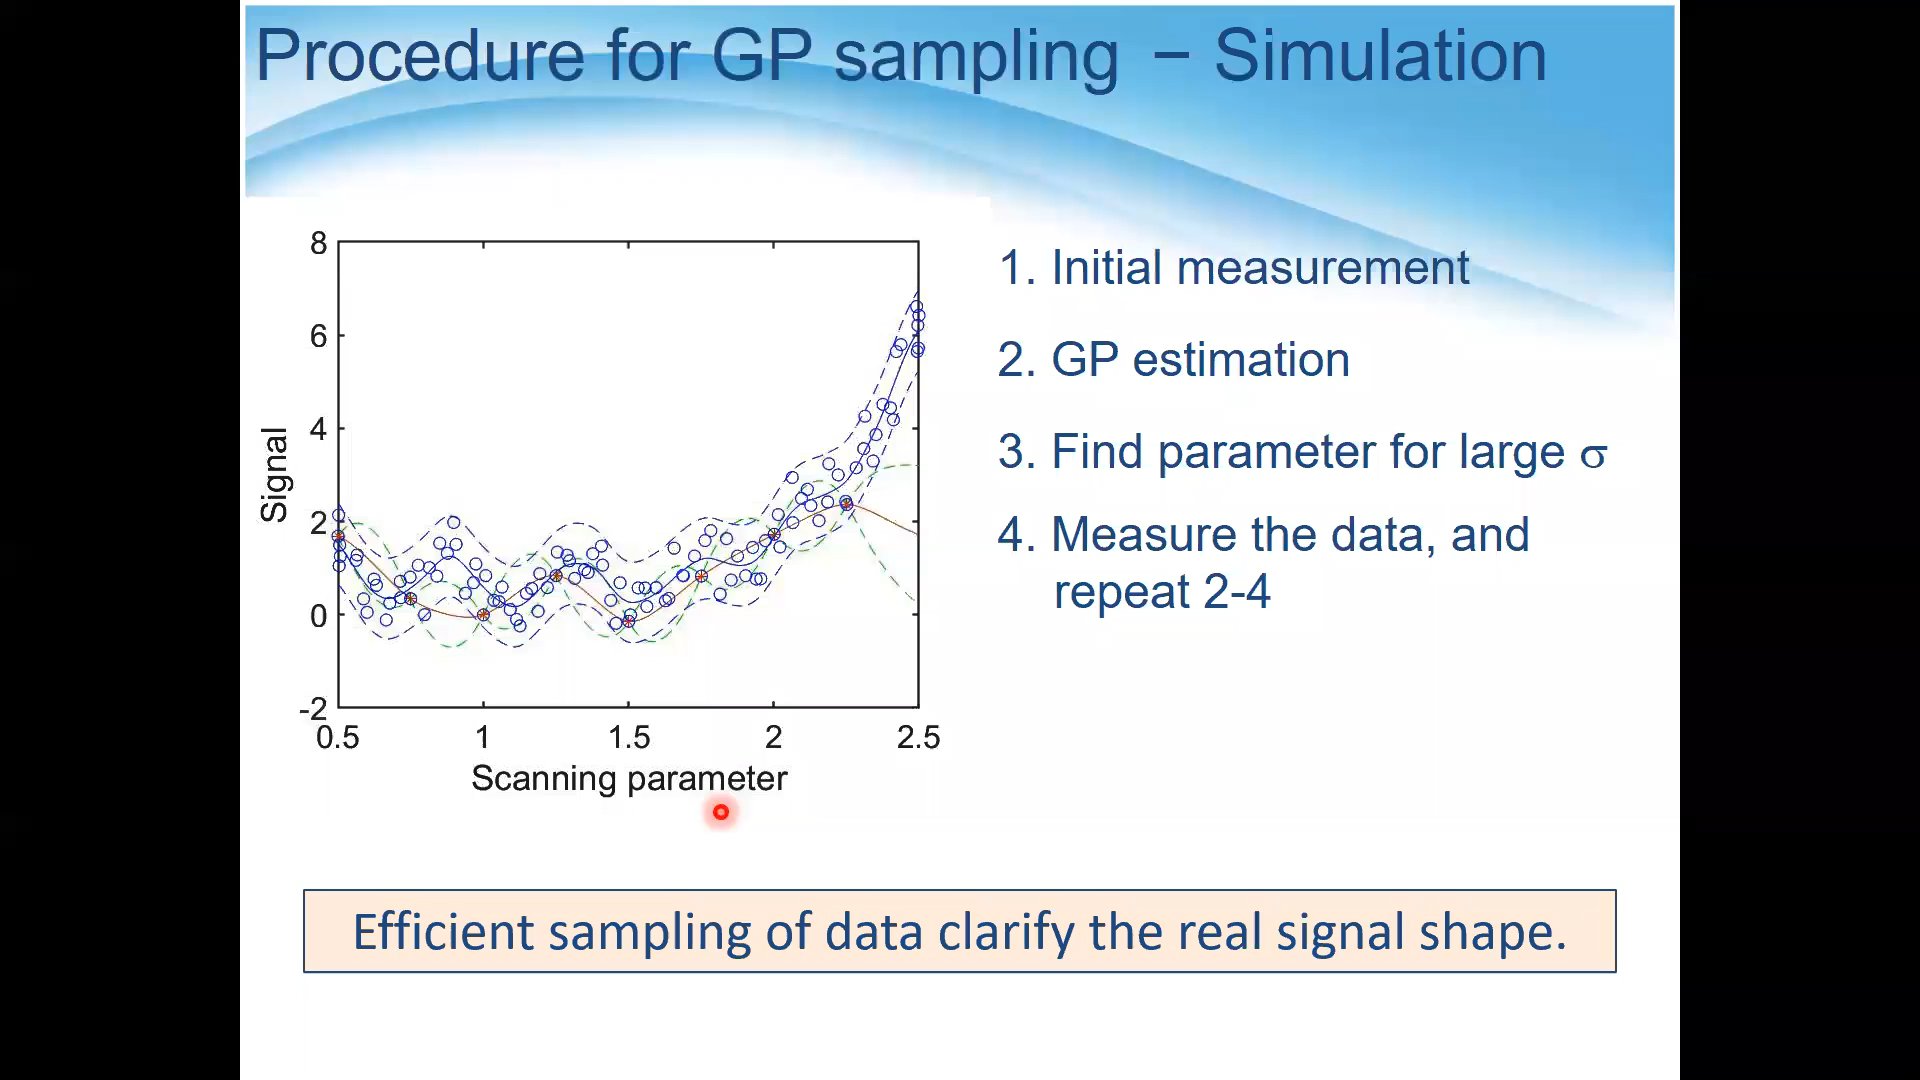 Procedure for GP sampling – Simulation
8
6
4
2
0
-2
Signal
0.5 1 1.5 2 2.5
Scanning parameter
1. Initial measurement
2. GP estimation
3. Find parameter for large σ
4. Measure the data, and
repeat 2-4
Efficient sampling of data clarify the real signal shape.